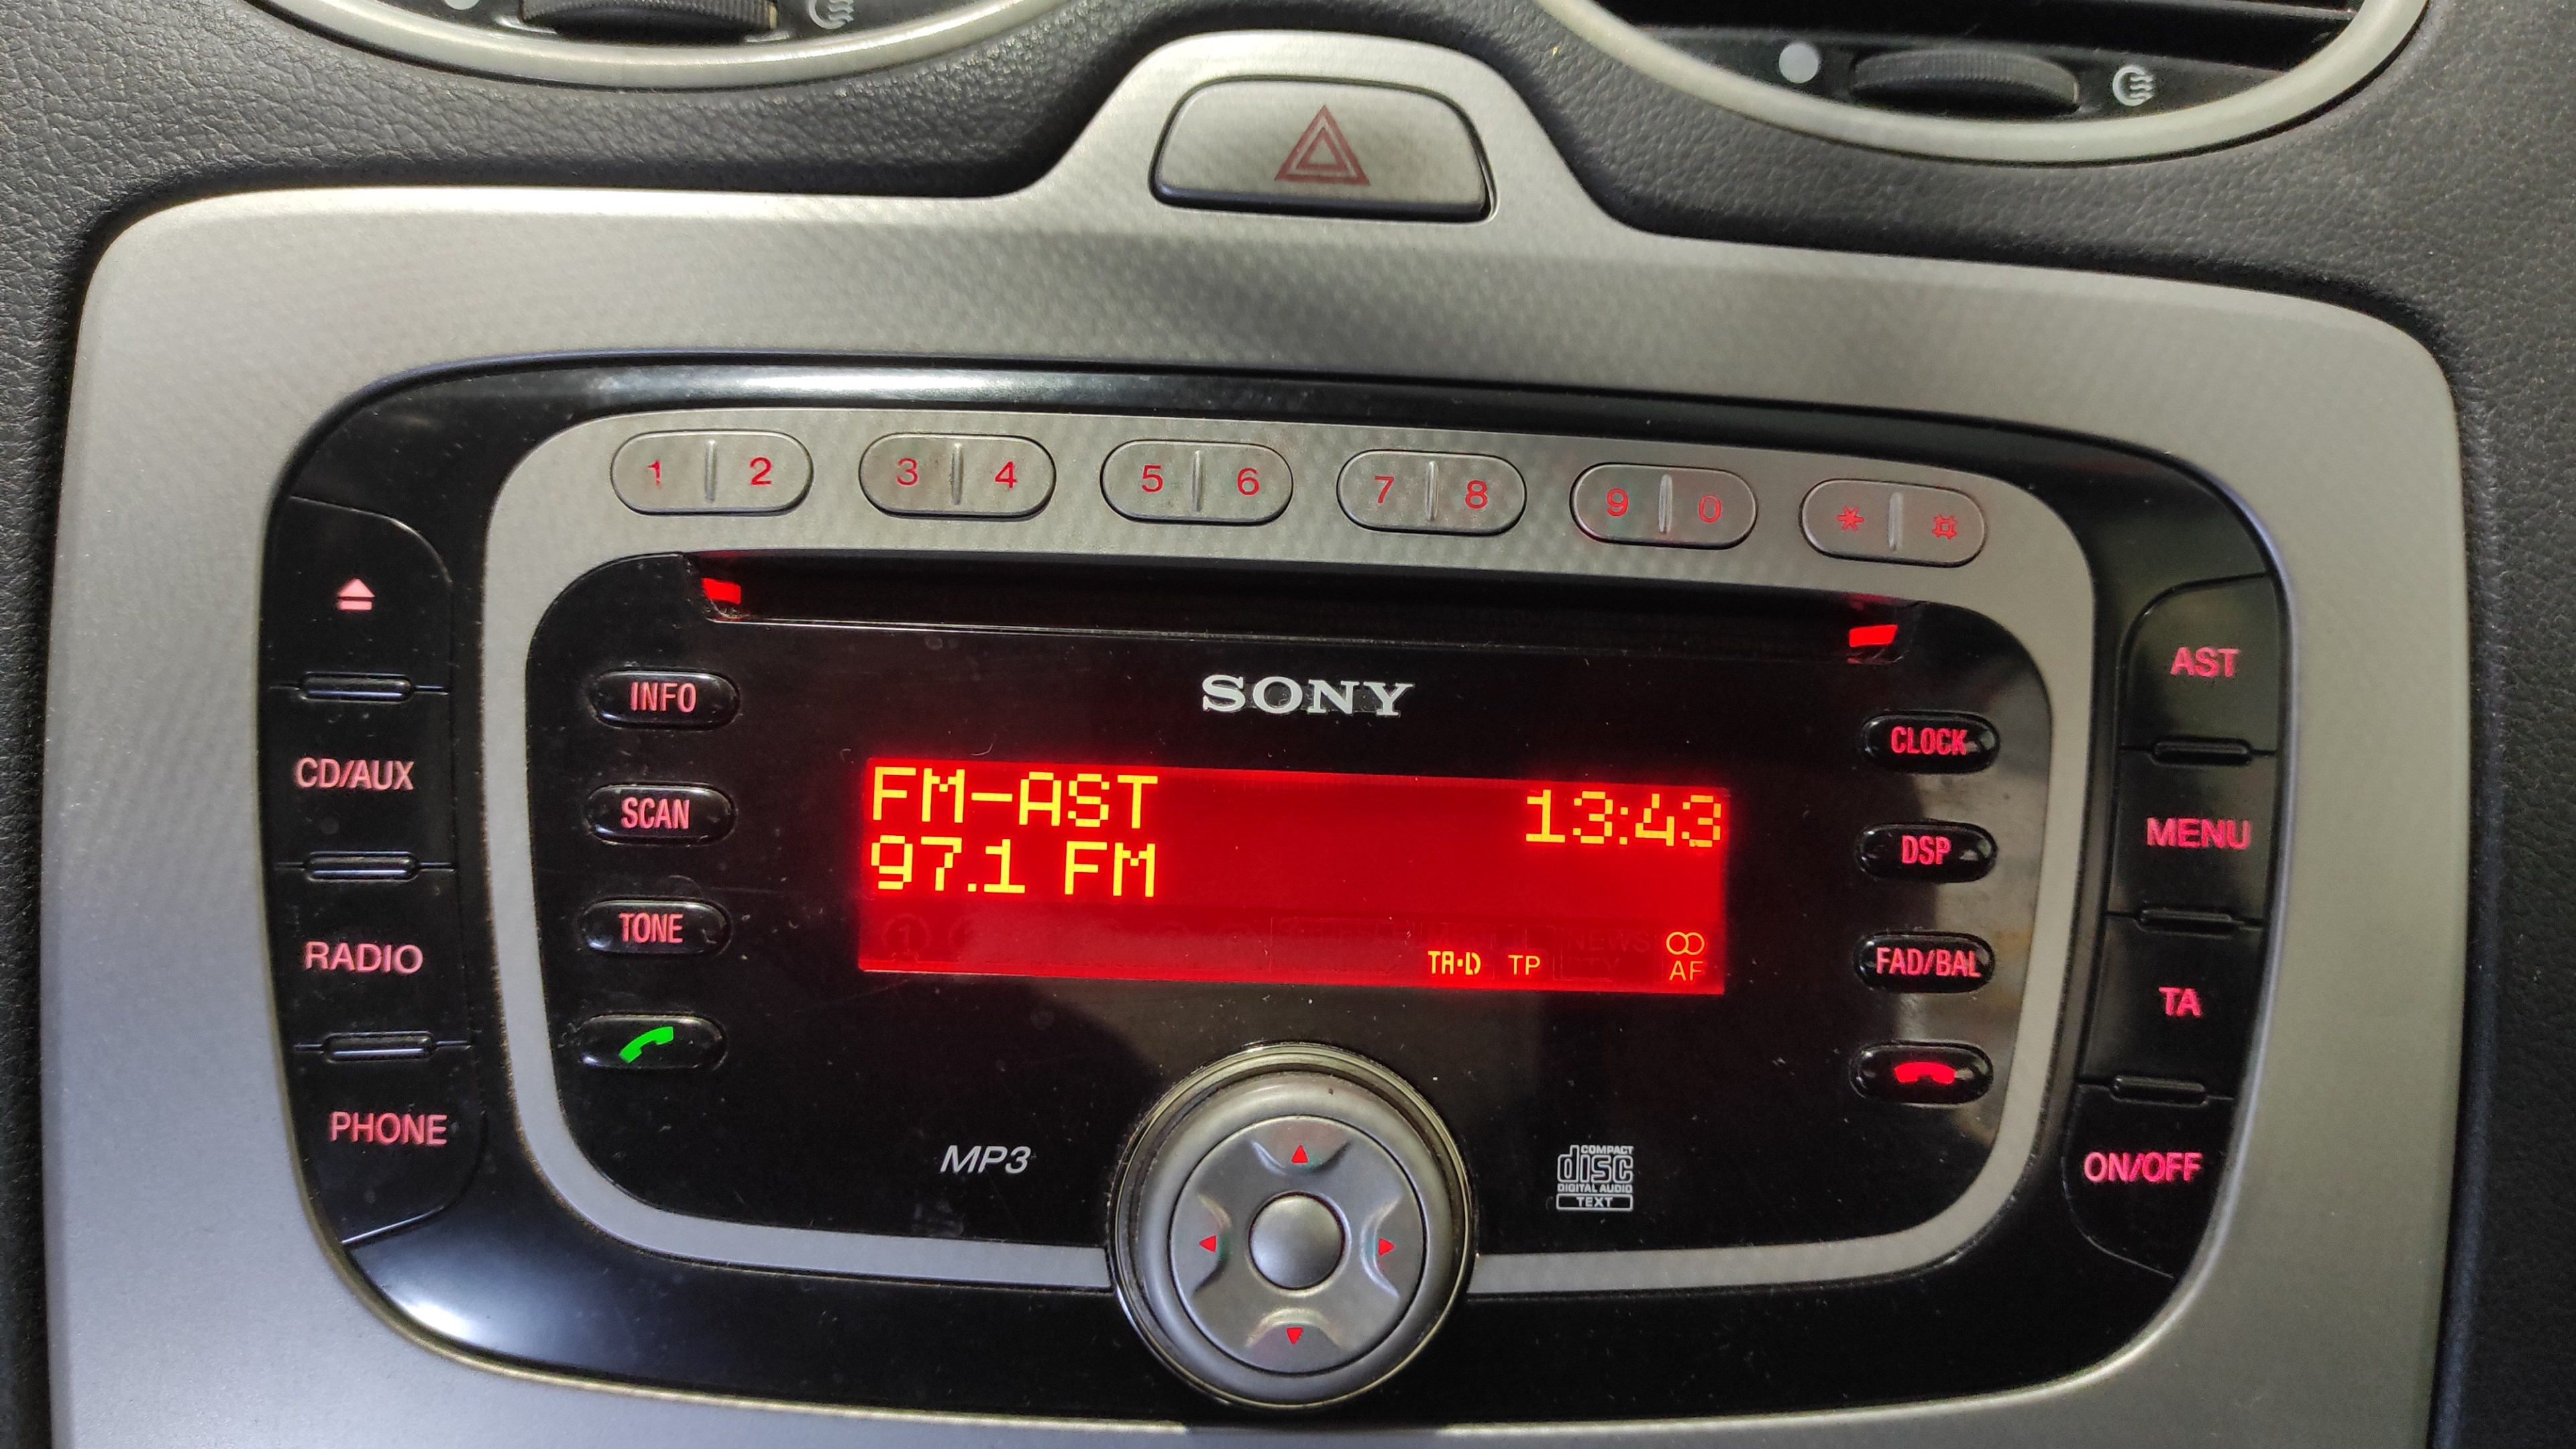 1 2 3 4 5 6 7 8 9 0 * #
SONY
INFO
SCAN
TONE
CD/AUX
RADIO
PHONE
FM-AST 13:43
97.1 FM
TA·D TP AF
CLOCK
DSP
FAD/BAL
AST
MENU
TA
ON/OFF
MP3
COMPACT
disc
DIGITAL AUDIO
TEXT